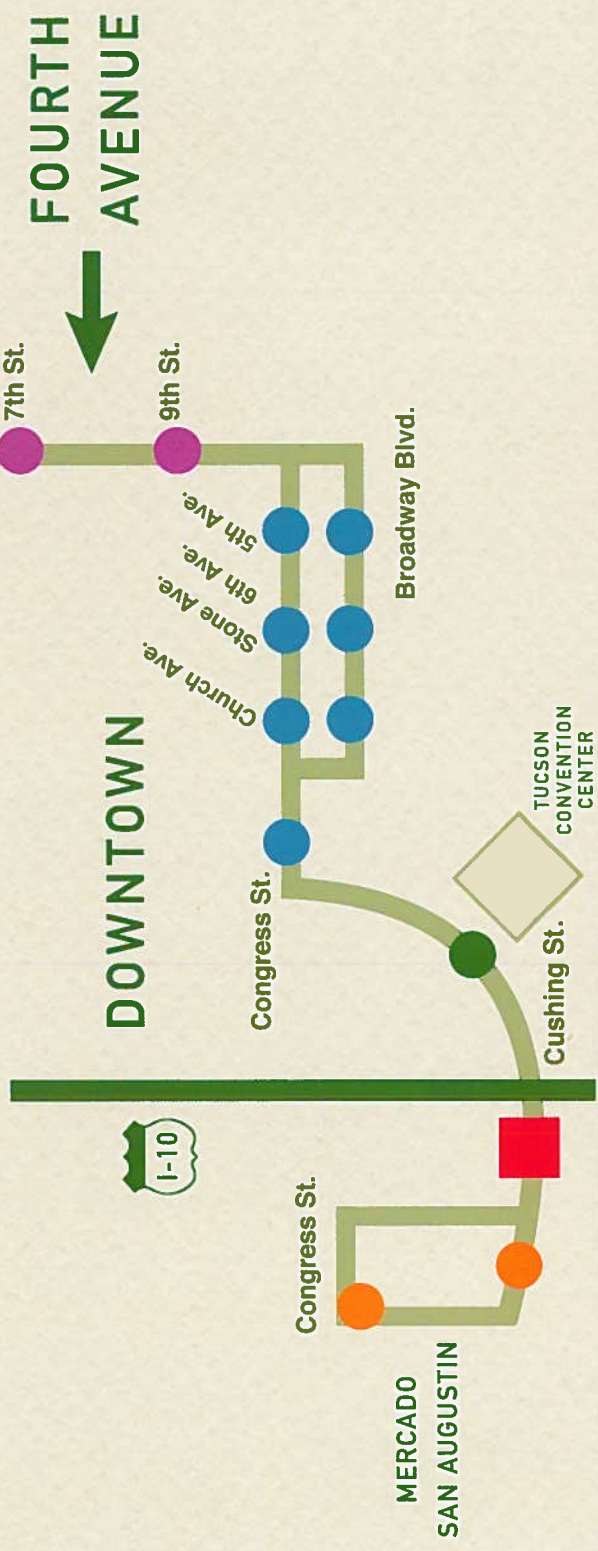 FOURTH
AVENUE
7th St.
9th St.
5th Ave.
6th Ave.
Stone Ave.
Church Ave.
Broadway Blvd.
DOWNTOWN
TUCSON
CONVENTION
CENTER
Congress St.
Cushing St.
I-10
Congress St.
MERCADO
SAN AUGUSTIN